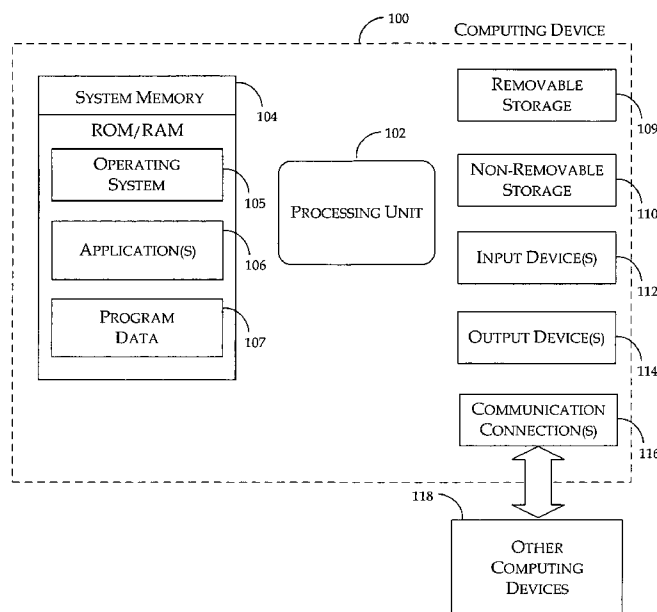 100
COMPUTING DEVICE
SYSTEM MEMORY
104
ROM/RAM
OPERATING
SYSTEM
105
APPLICATION(S)
106
PROGRAM
DATA
107
102
PROCESSING UNIT
REMOVABLE
STORAGE
109
NON-REMOVABLE
STORAGE
110
INPUT DEVICE(S)
112
OUTPUT DEVICE(S)
114
COMMUNICATION
CONNECTION(S)
116
118
OTHER
COMPUTING
DEVICES